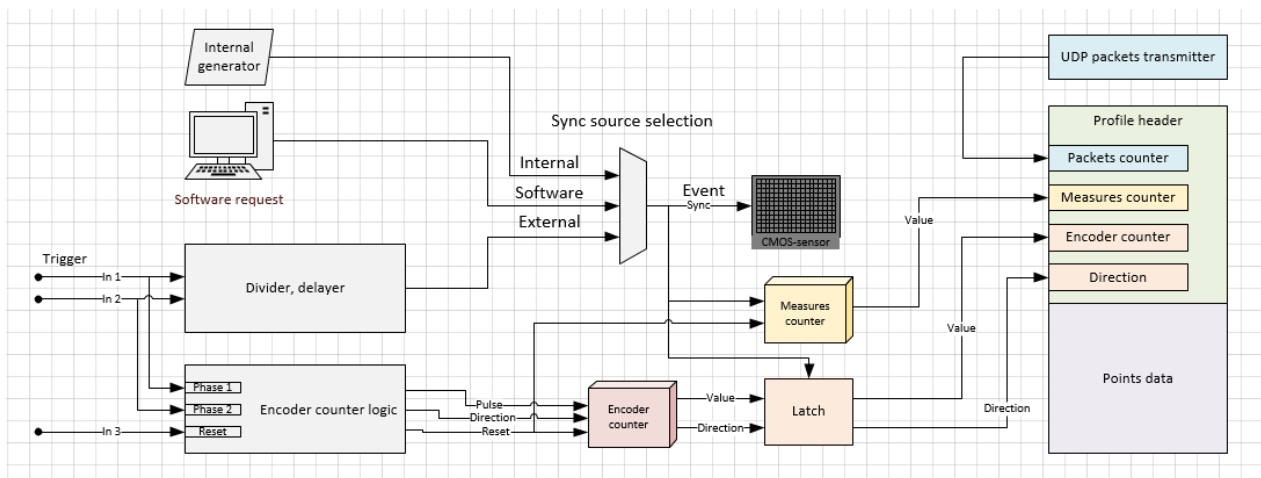 Internal
generator
UDP packets transmitter
Profile header
Sync source selection
Packets counter
Internal
Software request
Software
Event
Sync
Measures counter
Value
External
Encoder counter
CMOS-sensor
Trigger
In 1
In 2
Divider, delayer
Direction
Measures
counter
Value
Phase 1
Phase 2
Reset
Encoder counter logic
In 3
Pulse
Direction
Reset
Encoder
counter
Value
Direction
Latch
Direction
Points data